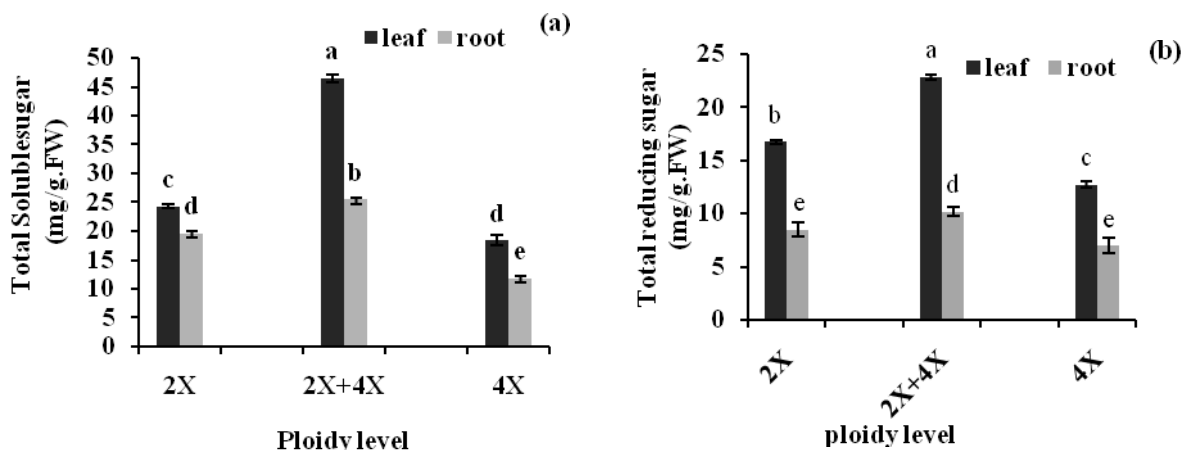 (a)
leaf root
Total Solublesugar
(mg/g.FW)
50
45
40
35
30
25
20
15
10
5
0
c
d
a
b
d
e
2X 2X+4X 4X
Ploidy level
(b)
leaf root
Total reducing sugar
(mg/g.FW)
25
20
15
10
5
0
b
e
a
d
c
e
2X
2X+4X
4X
ploidy level